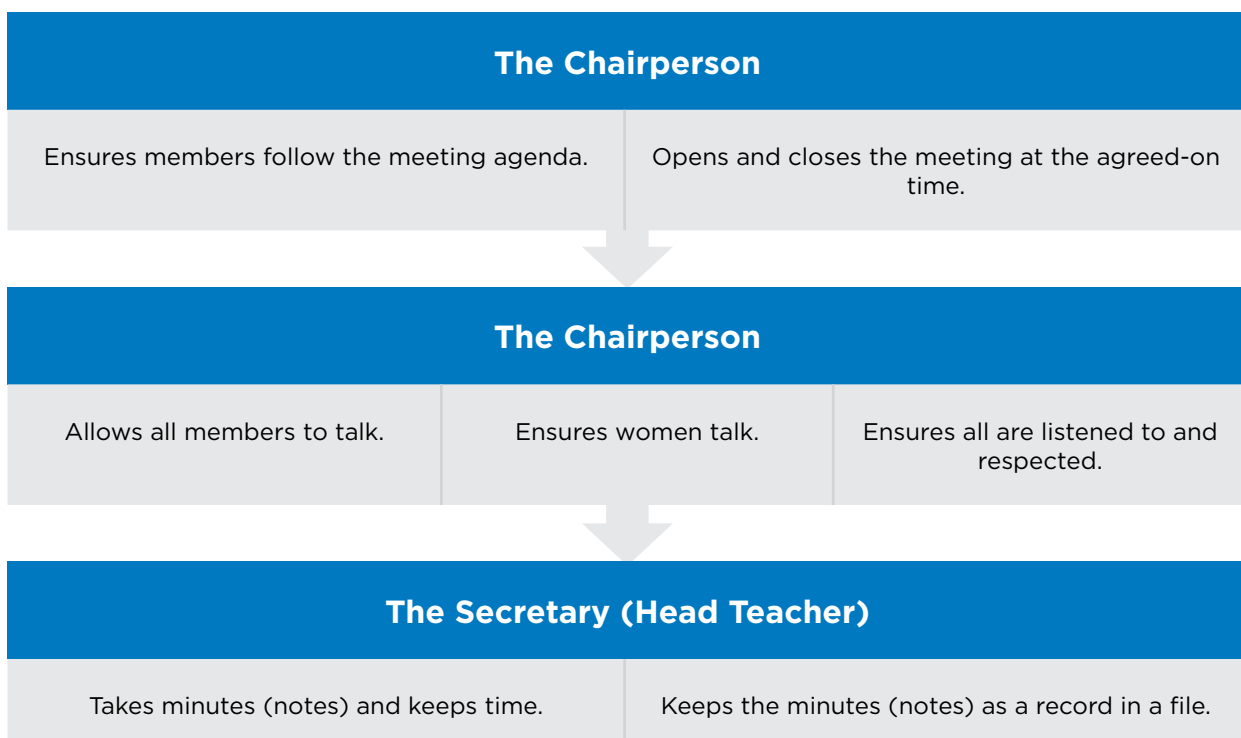 The Chairperson
Ensures members follow the meeting agenda.
Opens and closes the meeting at the agreed-on
time.
The Chairperson
Allows all members to talk.
Ensures women talk.
Ensures all are listened to and
respected.
The Secretary (Head Teacher)
Takes minutes (notes) and keeps time.
Keeps the minutes (notes) as a record in a file.